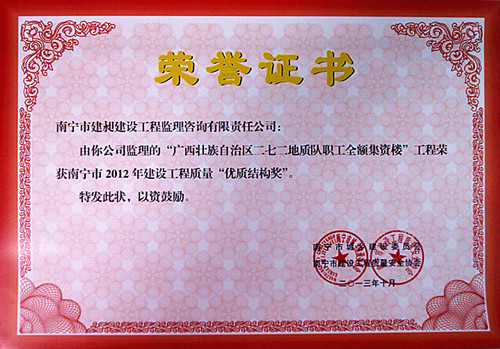 荣誉证书
南宁市建昶建设工程监理咨询有限责任公司：
由你公司监理的“广西壮族自治区二七二地质队职工全额集资楼”工程荣
获南宁市2012年建设工程质量“优质结构奖”。
特发此状，以资鼓励。
南宁市城乡建设委员会
南宁市建设工程质量安全协会
二〇一三年十月